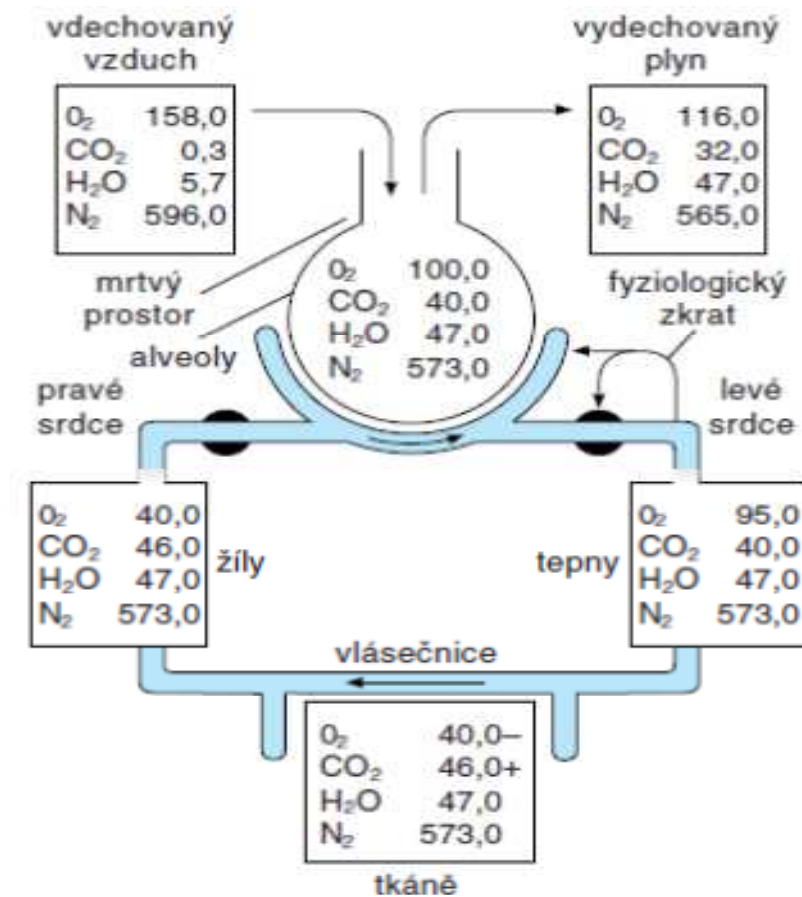 vdechovaný
vzduch
O₂ 158,0
CO₂ 0,3
H₂O 5,7
N₂ 596,0
vydechovaný
plyn
O₂ 116,0
CO₂ 32,0
H₂O 47,0
N₂ 565,0
mrtvý
prostor
alveoly
O₂ 100,0
CO₂ 40,0
H₂O 47,0
N₂ 573,0
fyziologický
zkrat
pravé
srdce
levé
srdce
O₂ 40,0
CO₂ 46,0
H₂O 47,0
N₂ 573,0
žíly
tepny
O₂ 95,0
CO₂ 40,0
H₂O 47,0
N₂ 573,0
vlásečnice
O₂ 40,0–
CO₂ 46,0+
H₂O 47,0
N₂ 573,0
tkáně